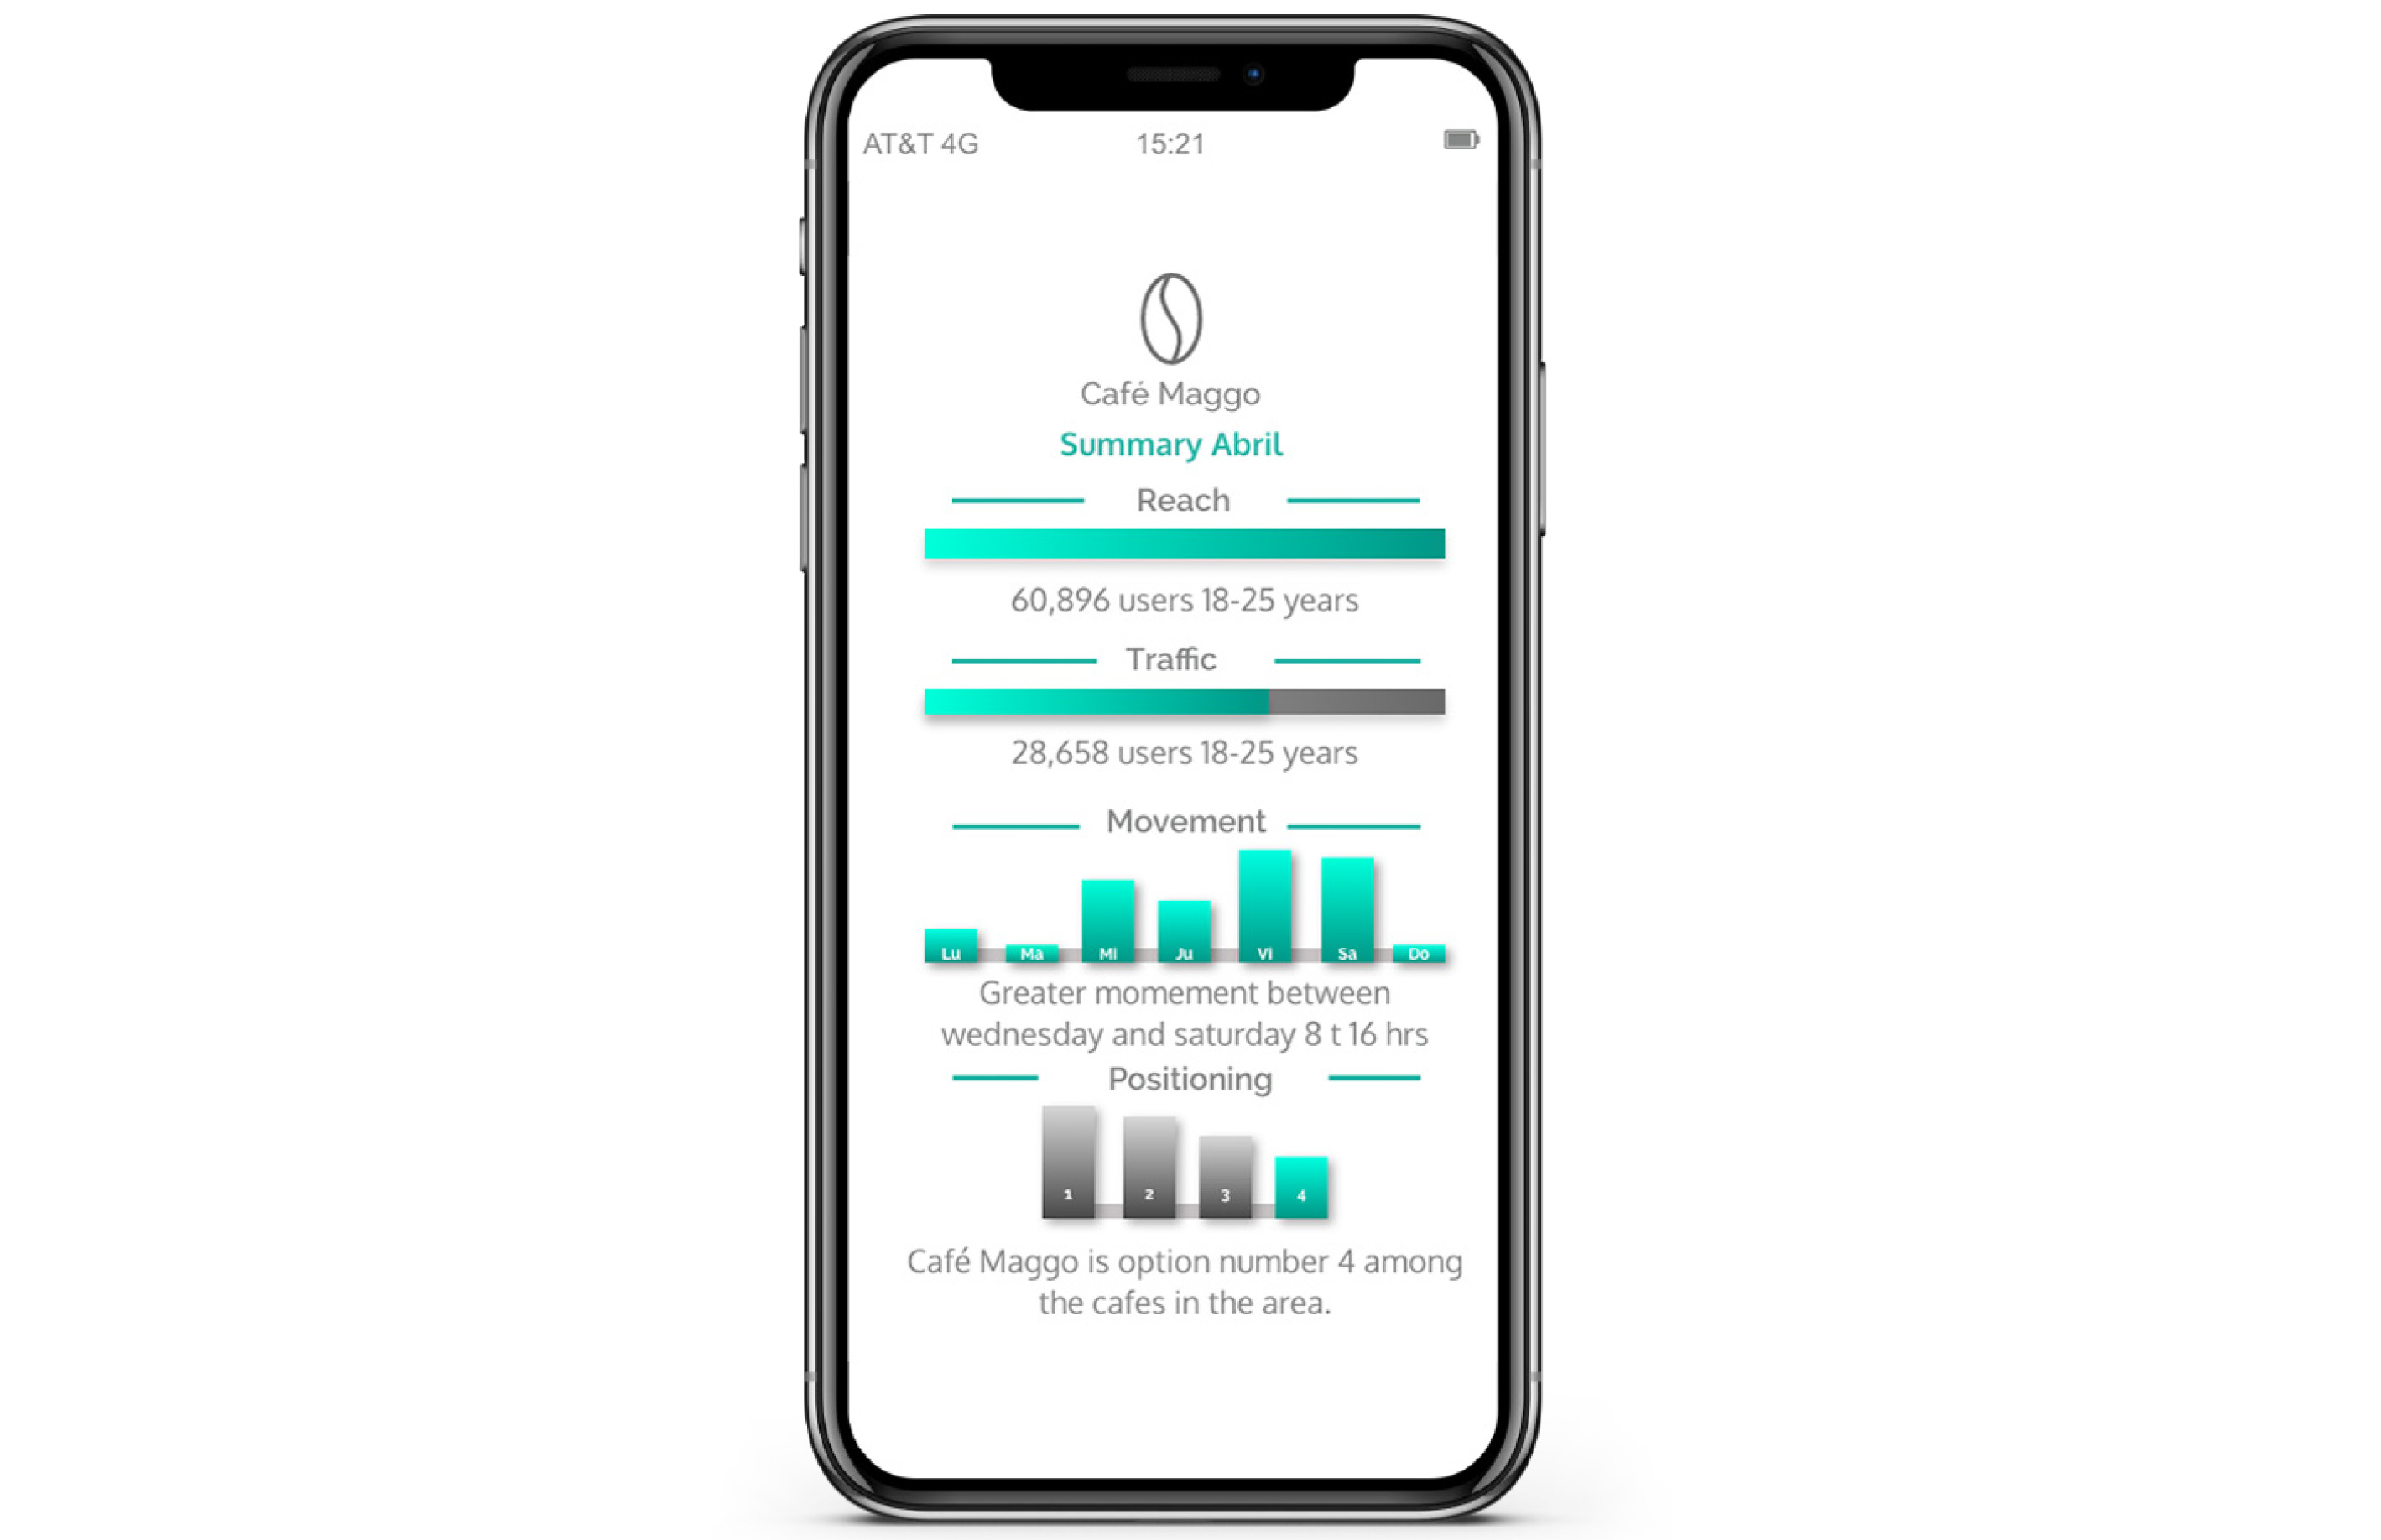 AT&T 4G 15:21
Café Maggo
Summary Abril
Reach
60,896 users 18-25 years
Traffic
28,658 users 18-25 years
Movement
Lu Ma MI Ju VI Sa Do
Greater momement between
wednesday and saturday 8 t 16 hrs
Positioning
1 2 3 4
Café Maggo is option number 4 among
the cafes in the area.